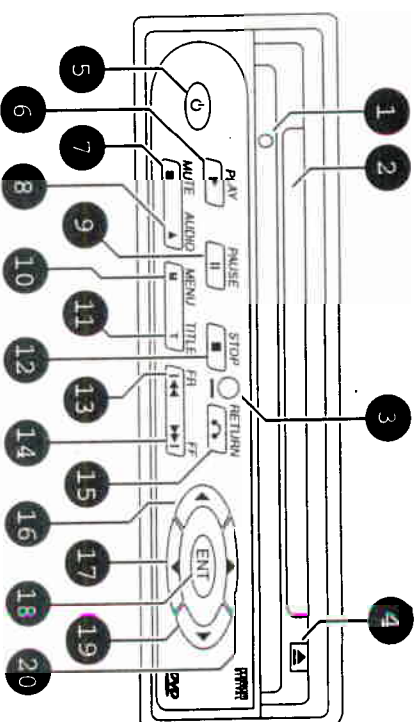 1 2 3 4
PLAY PAUSE STOP RETURN
MUTE AUDIO MENU TITLE FR FF
M T
ENT
DVD
5 6 7 8 9 10 11 12 13 14 15 16 17 18 19 20